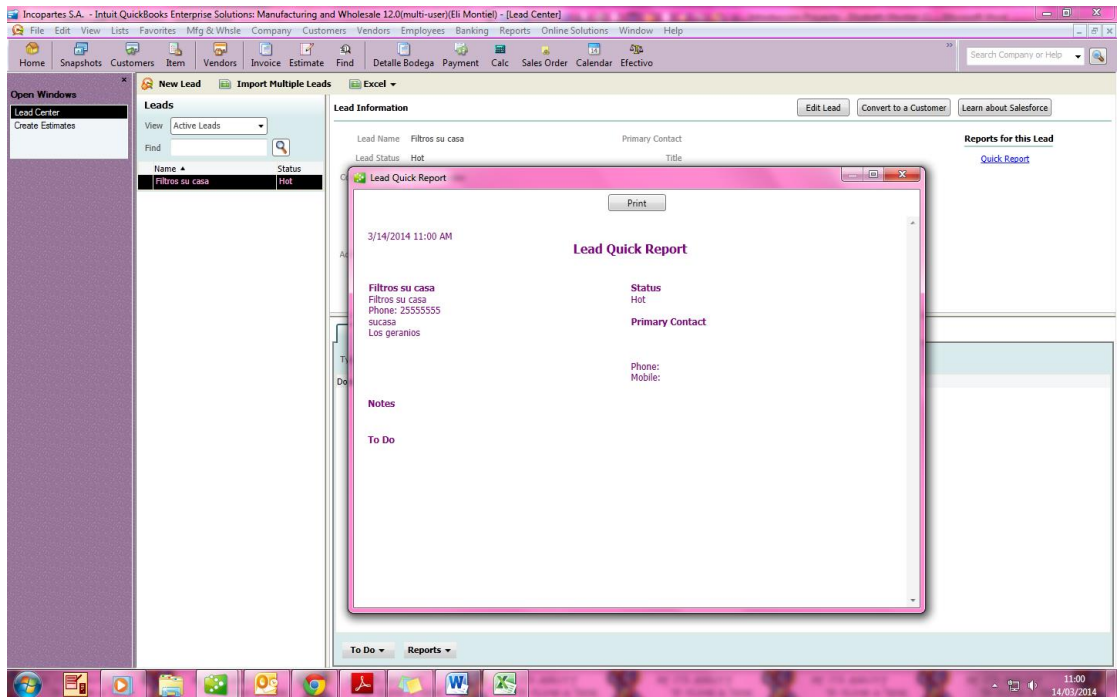 Incopartes S.A. - Intuit QuickBooks Enterprise Solutions: Manufacturing and Wholesale 12.0(multi-user)(Eli Montiel) - [Lead Center]
File Edit View Lists Favorites Mfg & Whsle Company Customers Vendors Employees Banking Reports Online Solutions Window Help
Home Snapshots Customers Item Vendors Invoice Estimate Find Detalle Bodega Payment Calc Sales Order Calendar Efectivo
Search Company or Help
Open Windows
Lead Center
Create Estimates
New Lead Import Multiple Leads Excel
Leads
View Active Leads
Find
Name Status
Filtros su casa Hot
Lead Information
Edit Lead Convert to a Customer Learn about Salesforce
Lead Name Filtros su casa Primary Contact
Lead Status Hot Title
Reports for this Lead
Quick Report
Lead Quick Report
Print
3/14/2014 11:00 AM
Lead Quick Report
Filtros su casa
Filtros su casa
Phone: 25555555
sucasa
Los geranios
Status
Hot
Primary Contact
Phone:
Mobile:
Notes
To Do
To Do Reports
11:00
14/03/2014